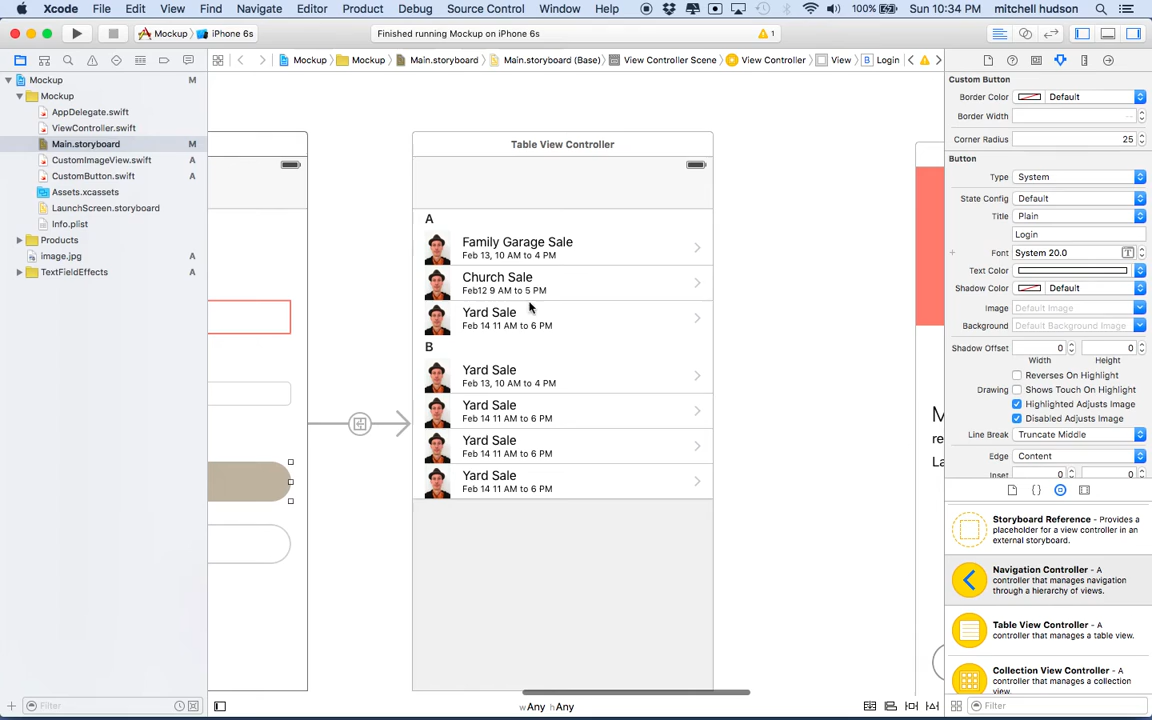 Xcode File Edit View Find Navigate Editor Product Debug Source Control Window Help 100% Sun 10:34 PM mitchell hudson
Mockup iPhone 6s Finished running Mockup on iPhone 6s 1
Mockup Mockup Main.storyboard Main.storyboard (Base) View Controller Scene View Controller View B Login
Mockup M
Mockup
AppDelegate.swift
ViewController.swift
Main.storyboard M
CustomImageView.swift A
CustomButton.swift A
Assets.xcassets
LaunchScreen.storyboard
Info.plist
Products
image.jpg A
TextFieldEffects A
Filter
Table View Controller
A
Family Garage Sale
Feb 13, 10 AM to 4 PM
Church Sale
Feb12 9 AM to 5 PM
Yard Sale
Feb 14 11 AM to 6 PM
B
Yard Sale
Feb 13, 10 AM to 4 PM
Yard Sale
Feb 14 11 AM to 6 PM
Yard Sale
Feb 14 11 AM to 6 PM
Yard Sale
Feb 14 11 AM to 6 PM
M
re
La
wAny hAny
Custom Button
Border Color Default
Border Width
Corner Radius 25
Button
Type System
State Config Default
Title Plain
Login
Font System 20.0 T
Text Color
Shadow Color Default
Image Default Image
Background Default Background Image
Shadow Offset 0 0
Width Height
Reverses On Highlight
Drawing Shows Touch On Highlight
Highlighted Adjusts Image
Disabled Adjusts Image
Line Break Truncate Middle
Edge Content
Inset 0 0
Storyboard Reference - Provides a
placeholder for a view controller in an
external storyboard.
Navigation Controller - A
controller that manages navigation
through a hierarchy of views.
Table View Controller - A
controller that manages a table view.
Collection View Controller - A
controller that manages a collection
view.
Filter